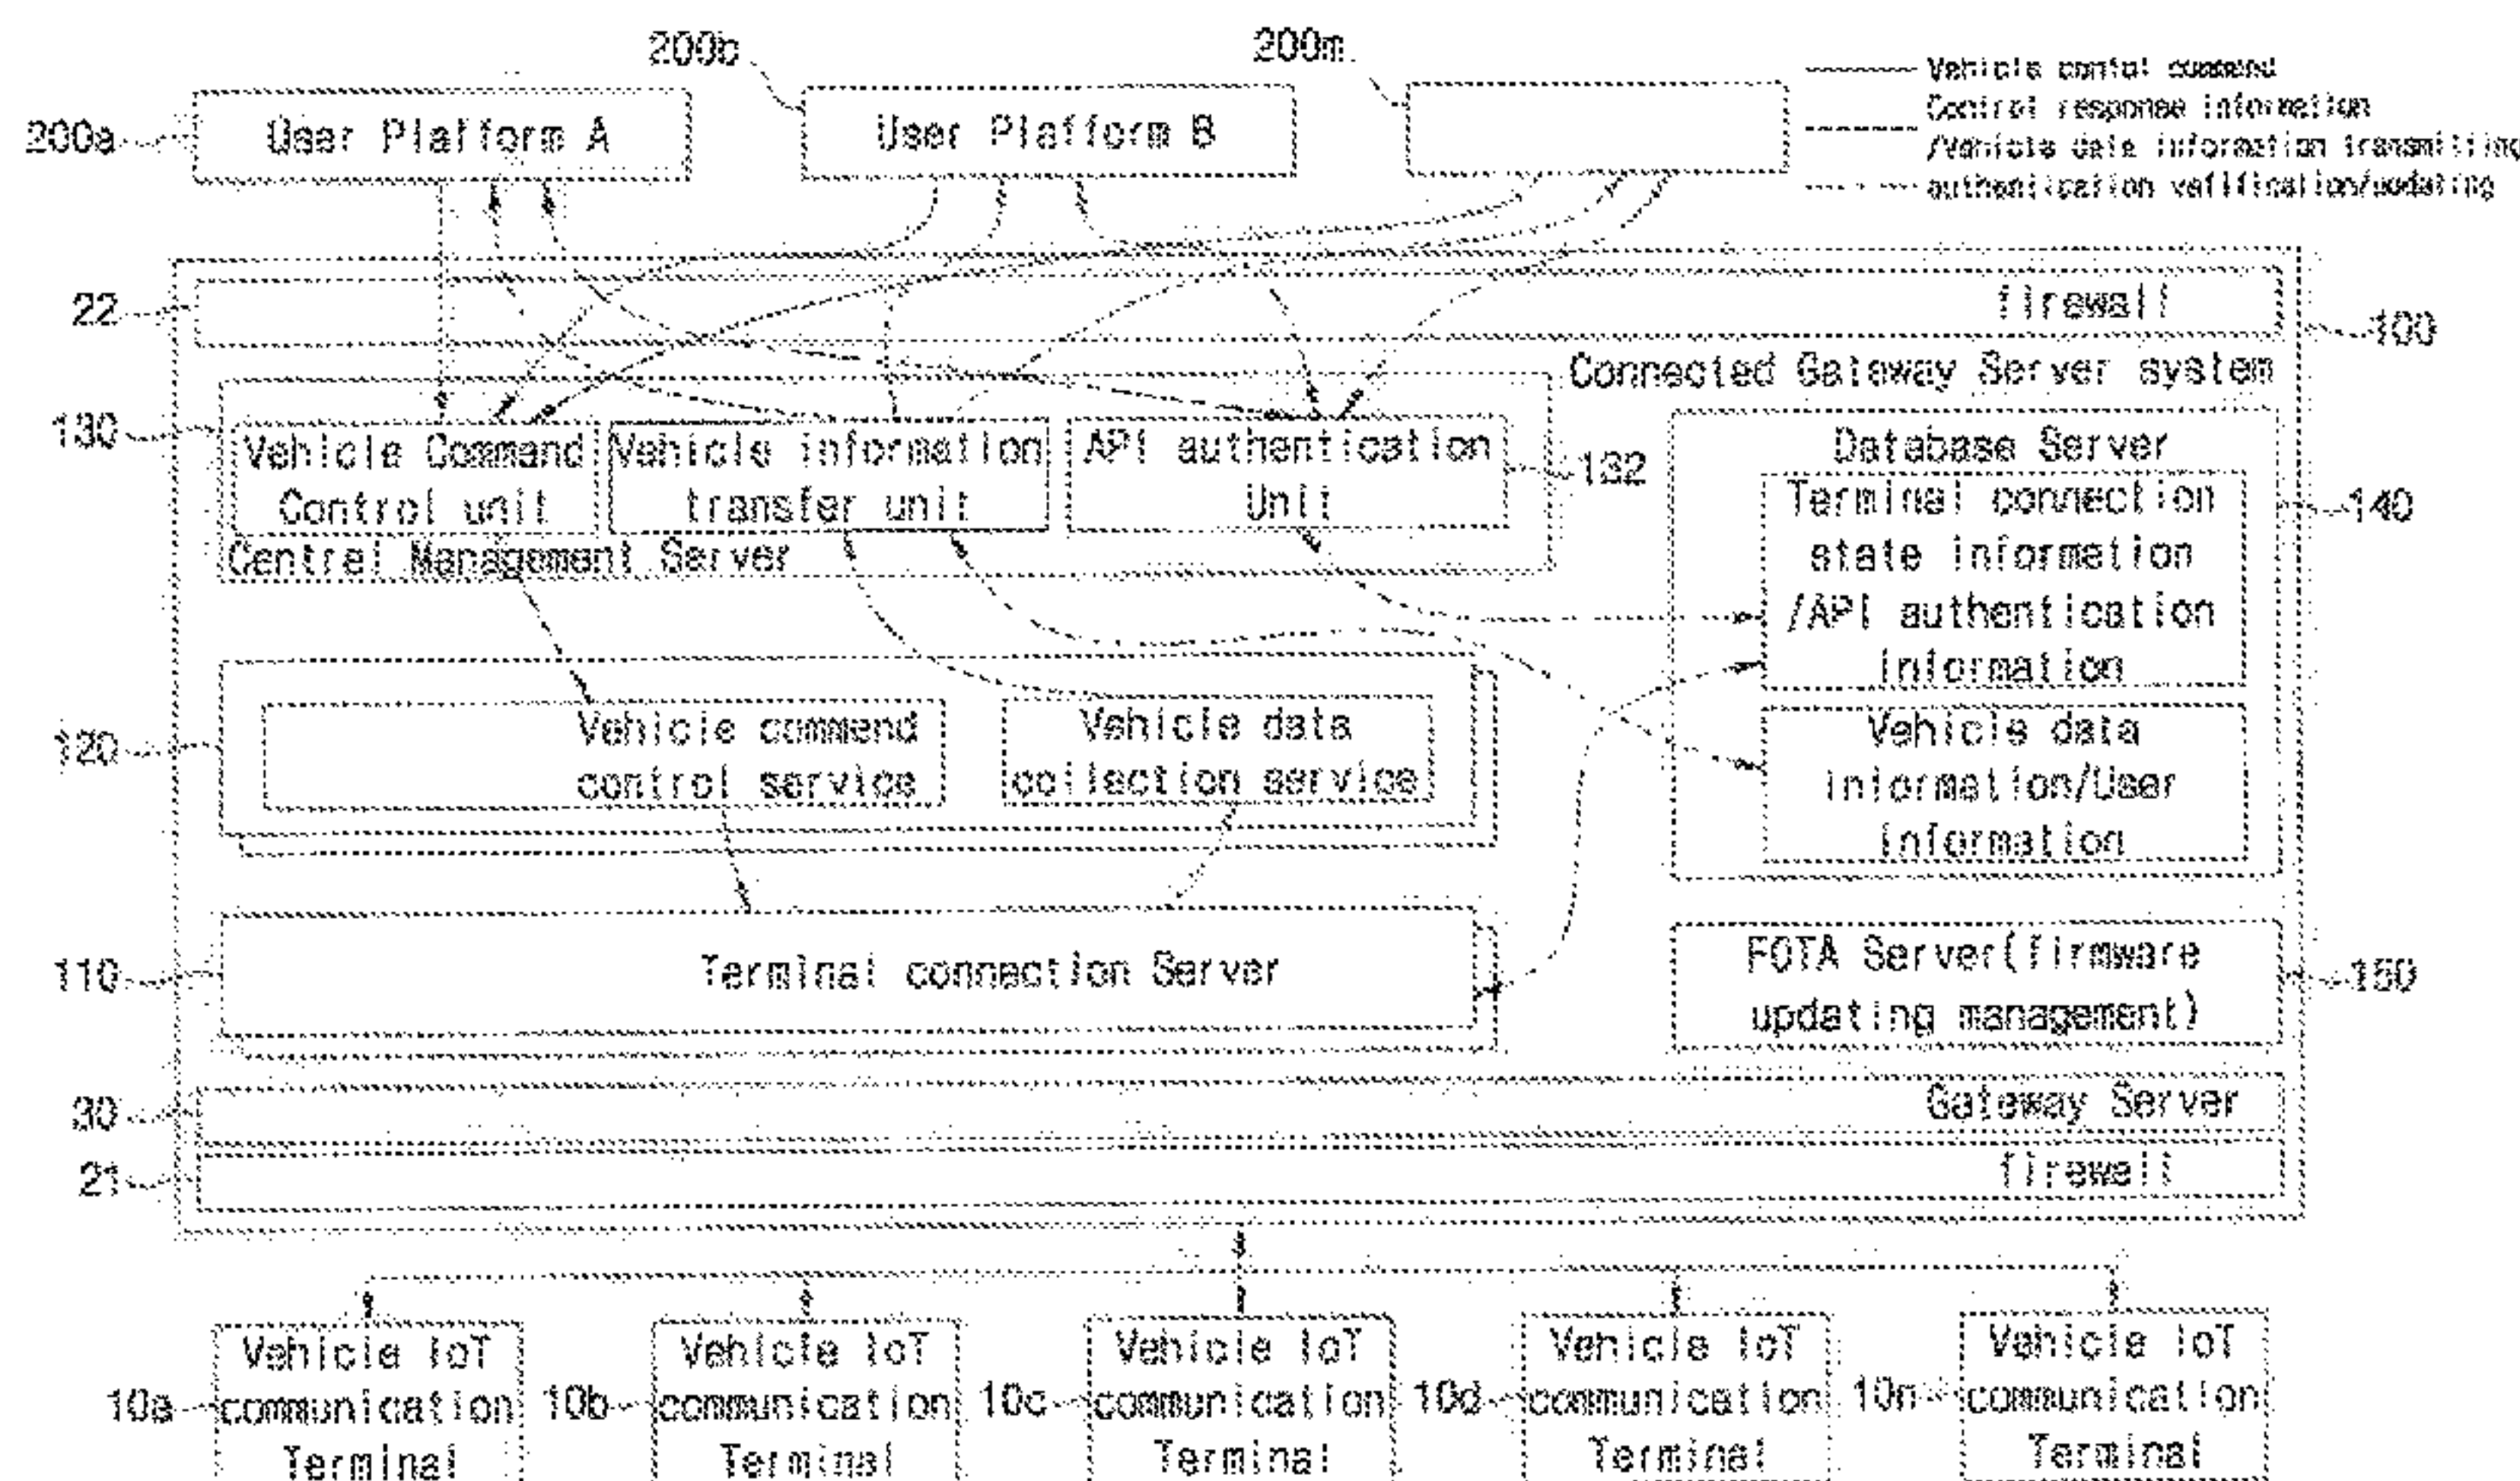 200b
200m
Vehicle contol command
Control response information
/Vehicle data information transmitting
authentication vefification/updating
200a
User Platform A
User Platform B
22
firewall
100
Connected Gateway Server system
130
Vehicle Command
Control unit
Vehicle information
transfer unit
API authentication
Unit
132
Central Management Server
Database Server
Terminal connection
state information
/API authentication
information
140
Vehicle data
information/User
information
120
Vehicle command
control service
Vehicle data
collection service
110
Terminal connection Server
FOTA Server(firmware
updating management)
150
30
Gateway Server
21
firewall
10a
Vehicle IoT
communication
Terminal
10b
Vehicle IoT
communication
Terminal
10c
Vehicle IoT
communication
Terminal
10d
Vehicle IoT
communication
Terminal
10n
Vehicle IoT
communication
Terminal